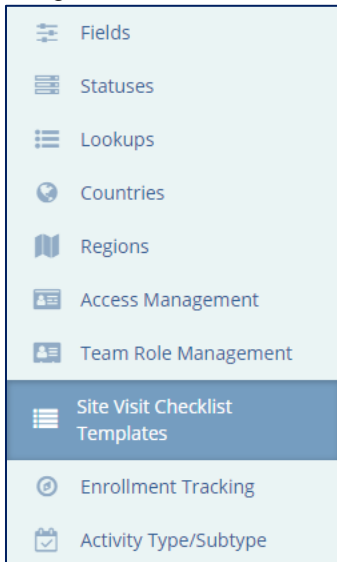 Fields
Statuses
Lookups
Countries
Regions
Access Management
Team Role Management
Site Visit Checklist
Templates
Enrollment Tracking
Activity Type/Subtype